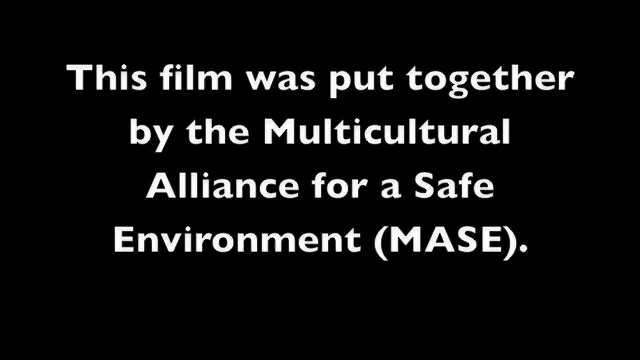 This film was put together
by the Multicultural
Alliance for a Safe
Environment (MASE).